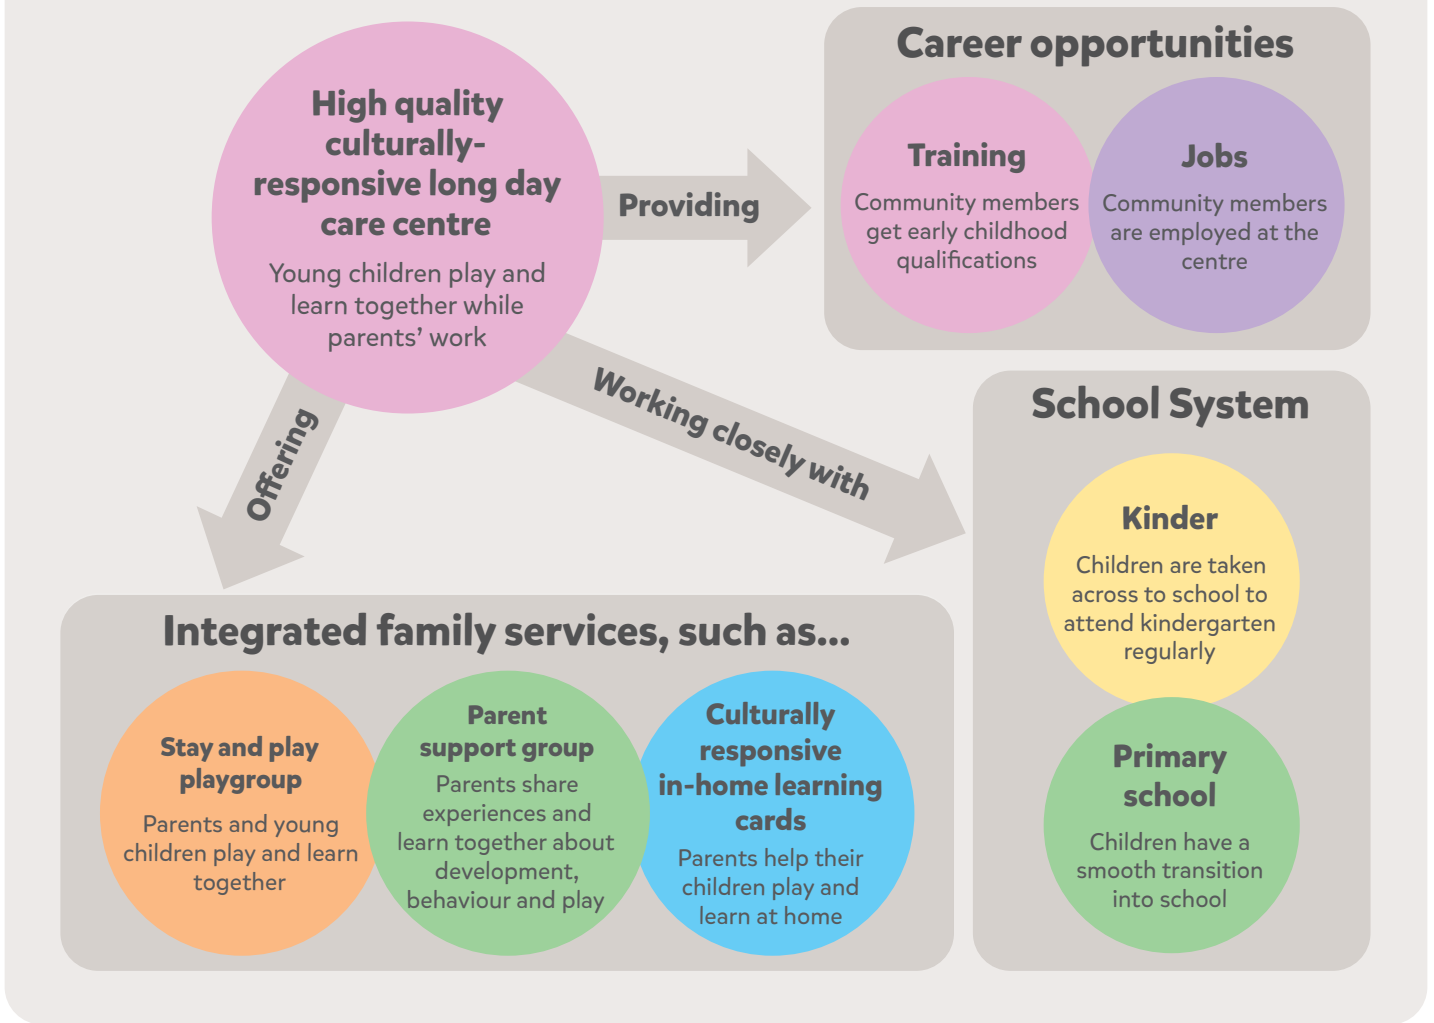 High quality
culturally-
responsive long day
care centre
Young children play and
learn together while
parents’ work
Providing
Career opportunities
Training
Community members
get early childhood
qualifications
Jobs
Community members
are employed at the
centre
Working closely with
School System
Kinder
Children are taken
across to school to
attend kindergarten
regularly
Primary
school
Children have a
smooth transition
into school
Offering
Integrated family services, such as...
Stay and play
playgroup
Parents and young
children play and learn
together
Parent
support group
Parents share
experiences and
learn together about
development,
behaviour and play
Culturally
responsive
in-home learning
cards
Parents help their
children play and
learn at home